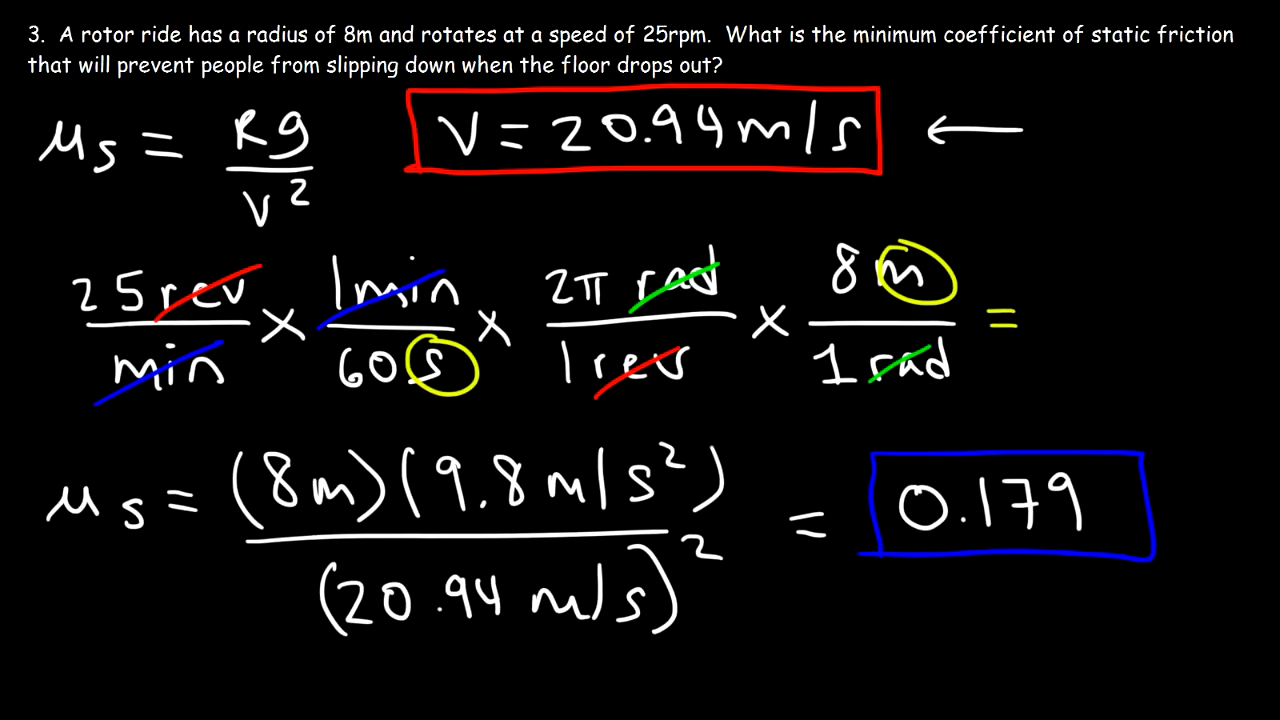 3. A rotor ride has a radius of 8m and rotates at a speed of 25rpm. What is the minimum coefficient of static friction
that will prevent people from slipping down when the floor drops out?
μs = Rg / v²
V = 20.94 m/s ←
25 rev / min × 1 min / 60 s × 2π rad / 1 rev × 8 m / 1 rad =
μs = (8m)(9.8 m/s²) / (20.94 m/s)² = 0.179